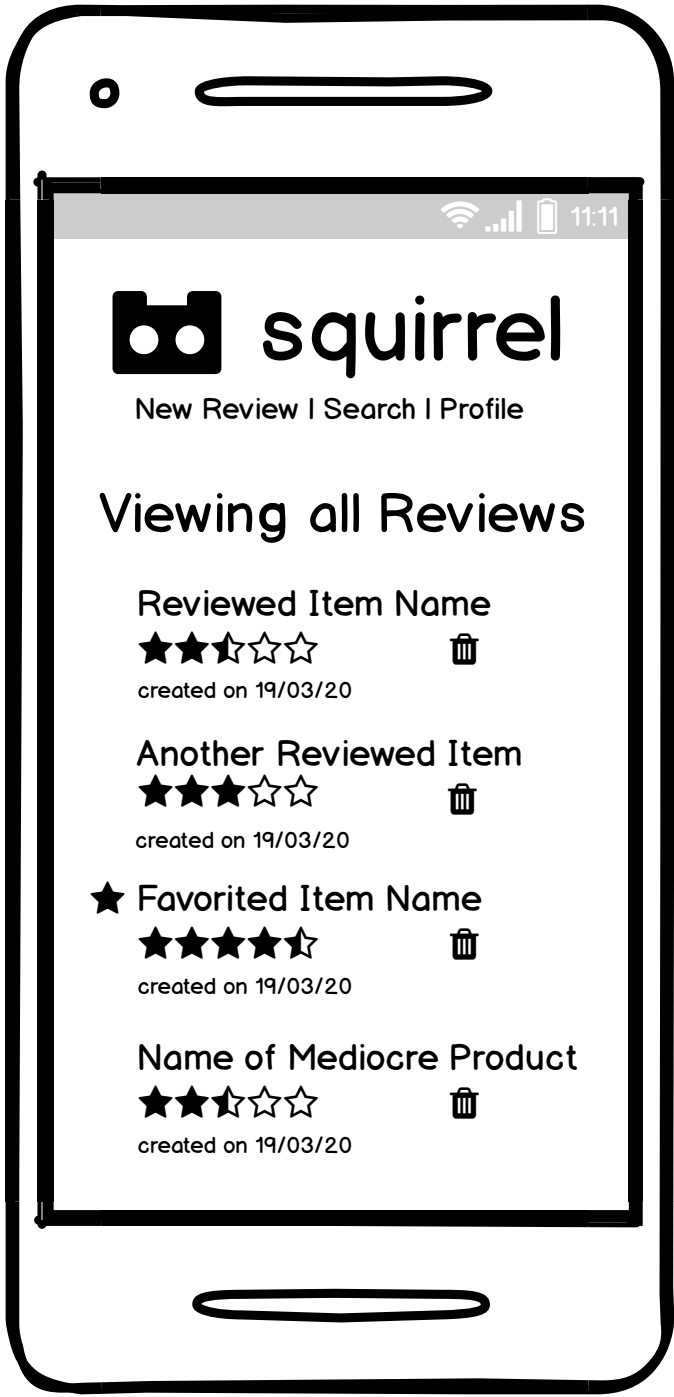 11:11
squirrel
New Review | Search | Profile
Viewing all Reviews
Reviewed Item Name
created on 19/03/20
Another Reviewed Item
created on 19/03/20
Favorited Item Name
created on 19/03/20
Name of Mediocre Product
created on 19/03/20